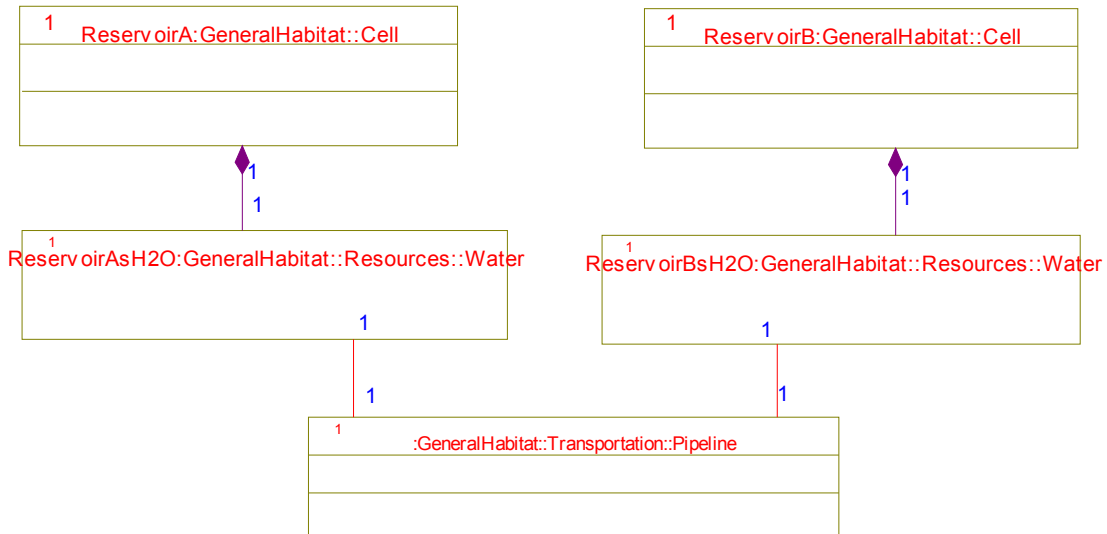 1
ReservoirA:GeneralHabitat::Cell
1
ReservoirB:GeneralHabitat::Cell
1
1
1
1
1
ReservoirAsH2O:GeneralHabitat::Resources::Water
1
ReservoirBsH2O:GeneralHabitat::Resources::Water
1
1
1
1
1
:GeneralHabitat::Transportation::Pipeline